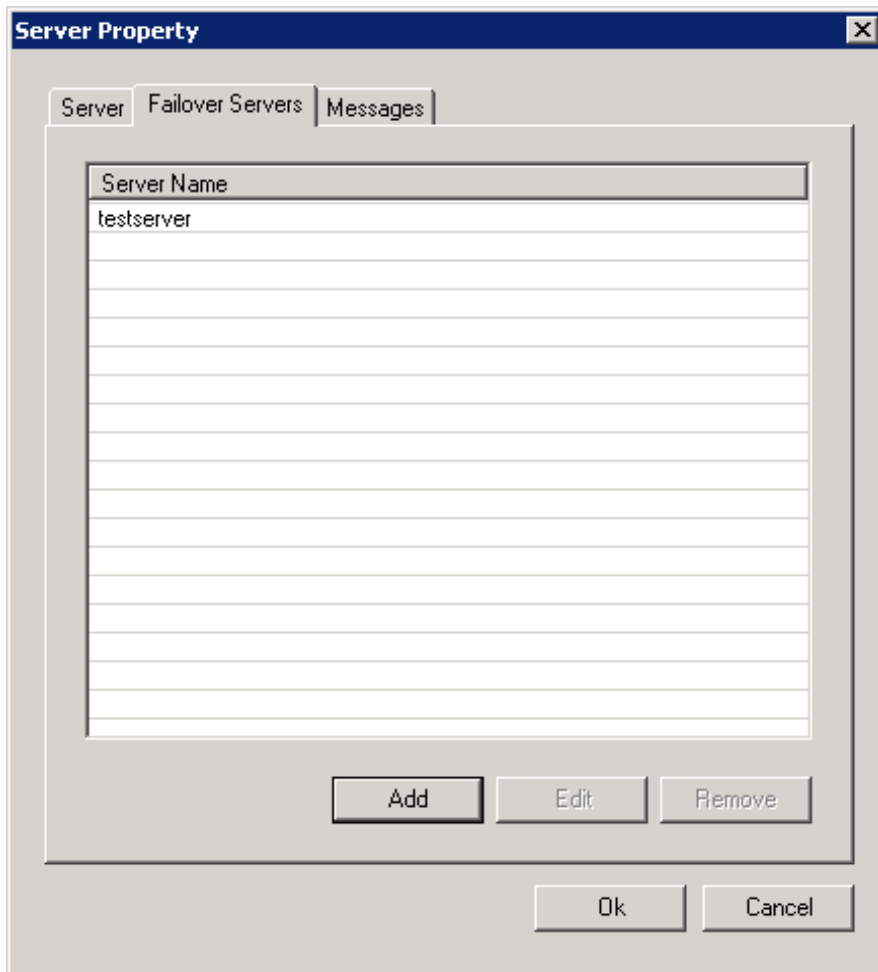 Server Property
Server Failover Servers Messages
Server Name
testserver
Add Edit Remove
Ok Cancel